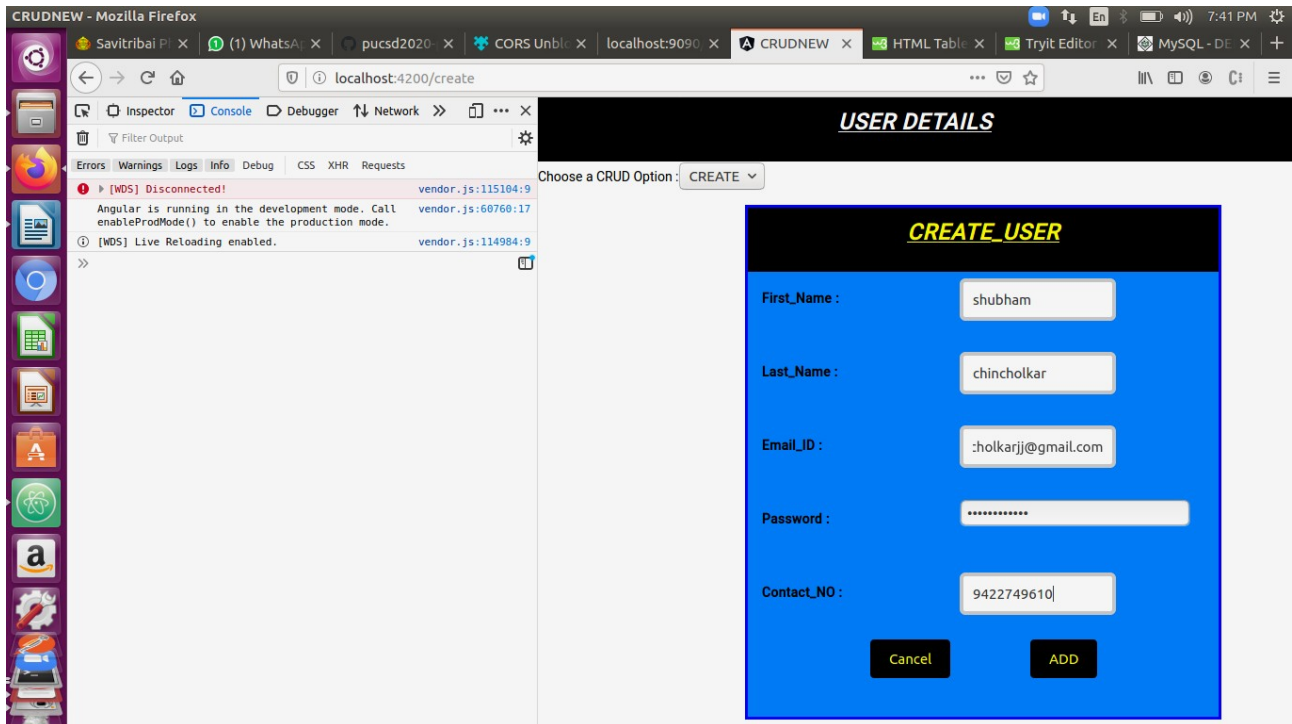 CRUDNEW - Mozilla Firefox
En
7:41 PM
Savitribai P
(1) WhatsA
pucsd2020-
CORS Unblo
localhost:9090
CRUDNEW
HTML Table
Tryit Editor
MySQL - DE
localhost:4200/create
Inspector Console Debugger Network
Filter Output
Errors Warnings Logs Info Debug CSS XHR Requests
[WDS] Disconnected! vendor.js:115104:9
Angular is running in the development mode. Call vendor.js:60760:17
enableProdMode() to enable the production mode.
[WDS] Live Reloading enabled. vendor.js:114984:9
USER DETAILS
Choose a CRUD Option : CREATE
CREATE_USER
First_Name : shubham
Last_Name : chincholkar
Email_ID : :holkarjj@gmail.com
Password : ••••••••••••
Contact_NO : 9422749610
Cancel ADD